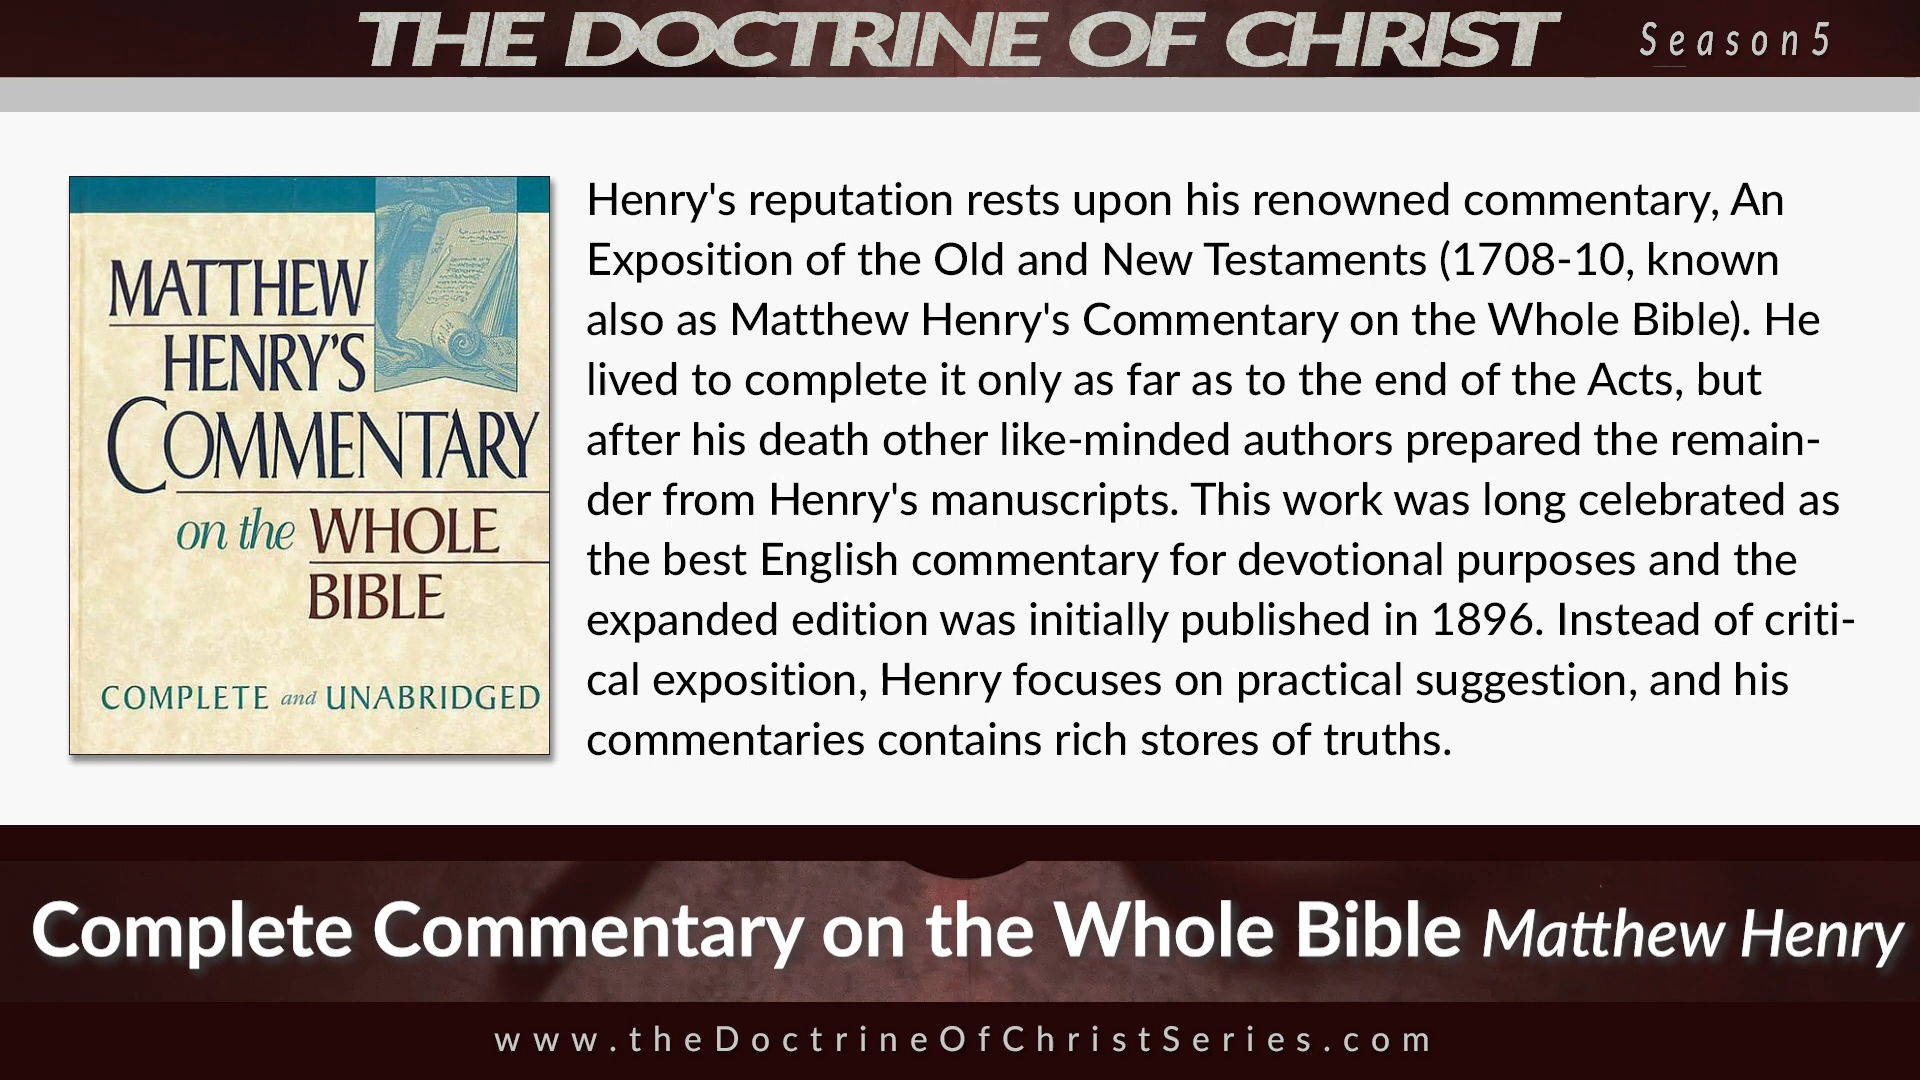 THE DOCTRINE OF CHRIST
Season 5
MATTHEW
HENRY'S
COMMENTARY
on the WHOLE
BIBLE
COMPLETE and UNABRIDGED
Henry's reputation rests upon his renowned commentary, An
Exposition of the Old and New Testaments (1708-10, known
also as Matthew Henry's Commentary on the Whole Bible). He
lived to complete it only as far as to the end of the Acts, but
after his death other like-minded authors prepared the remain-
der from Henry's manuscripts. This work was long celebrated as
the best English commentary for devotional purposes and the
expanded edition was initially published in 1896. Instead of criti-
cal exposition, Henry focuses on practical suggestion, and his
commentaries contains rich stores of truths.
Complete Commentary on the Whole Bible Matthew Henry
www.theDoctrineOfChristSeries.com